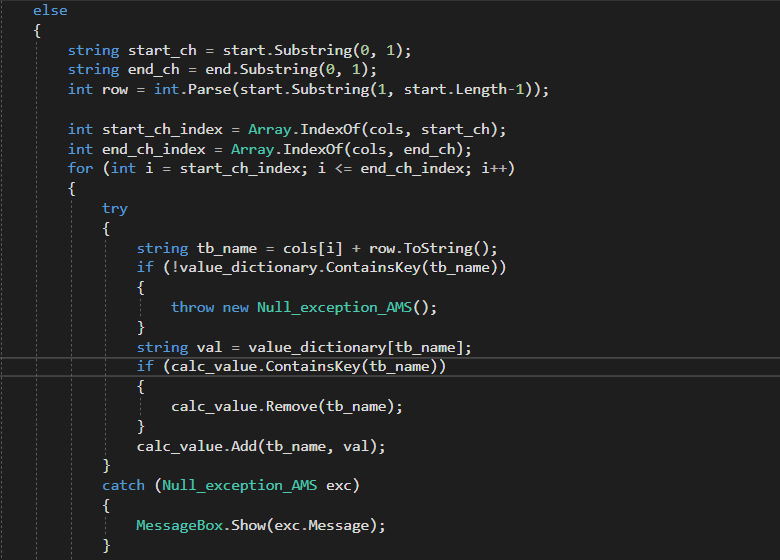 else
{
string start_ch = start.Substring(0, 1);
string end_ch = end.Substring(0, 1);
int row = int.Parse(start.Substring(1, start.Length-1));
int start_ch_index = Array.IndexOf(cols, start_ch);
int end_ch_index = Array.IndexOf(cols, end_ch);
for (int i = start_ch_index; i <= end_ch_index; i++)
{
try
{
string tb_name = cols[i] + row.ToString();
if (!value_dictionary.ContainsKey(tb_name))
{
throw new Null_exception_AMS();
}
string val = value_dictionary[tb_name];
if (calc_value.ContainsKey(tb_name))
{
calc_value.Remove(tb_name);
}
calc_value.Add(tb_name, val);
}
catch (Null_exception_AMS exc)
{
MessageBox.Show(exc.Message);
}